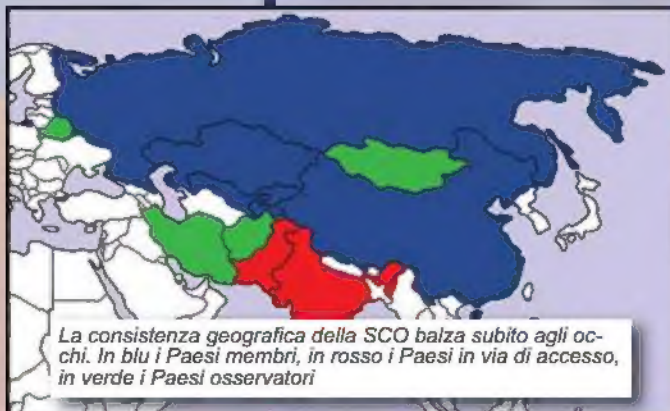 La consistenza geografica della SCO balza subito agli oc-
chi. In blu i Paesi membri, in rosso i Paesi in via di accesso,
in verde i Paesi osservatori